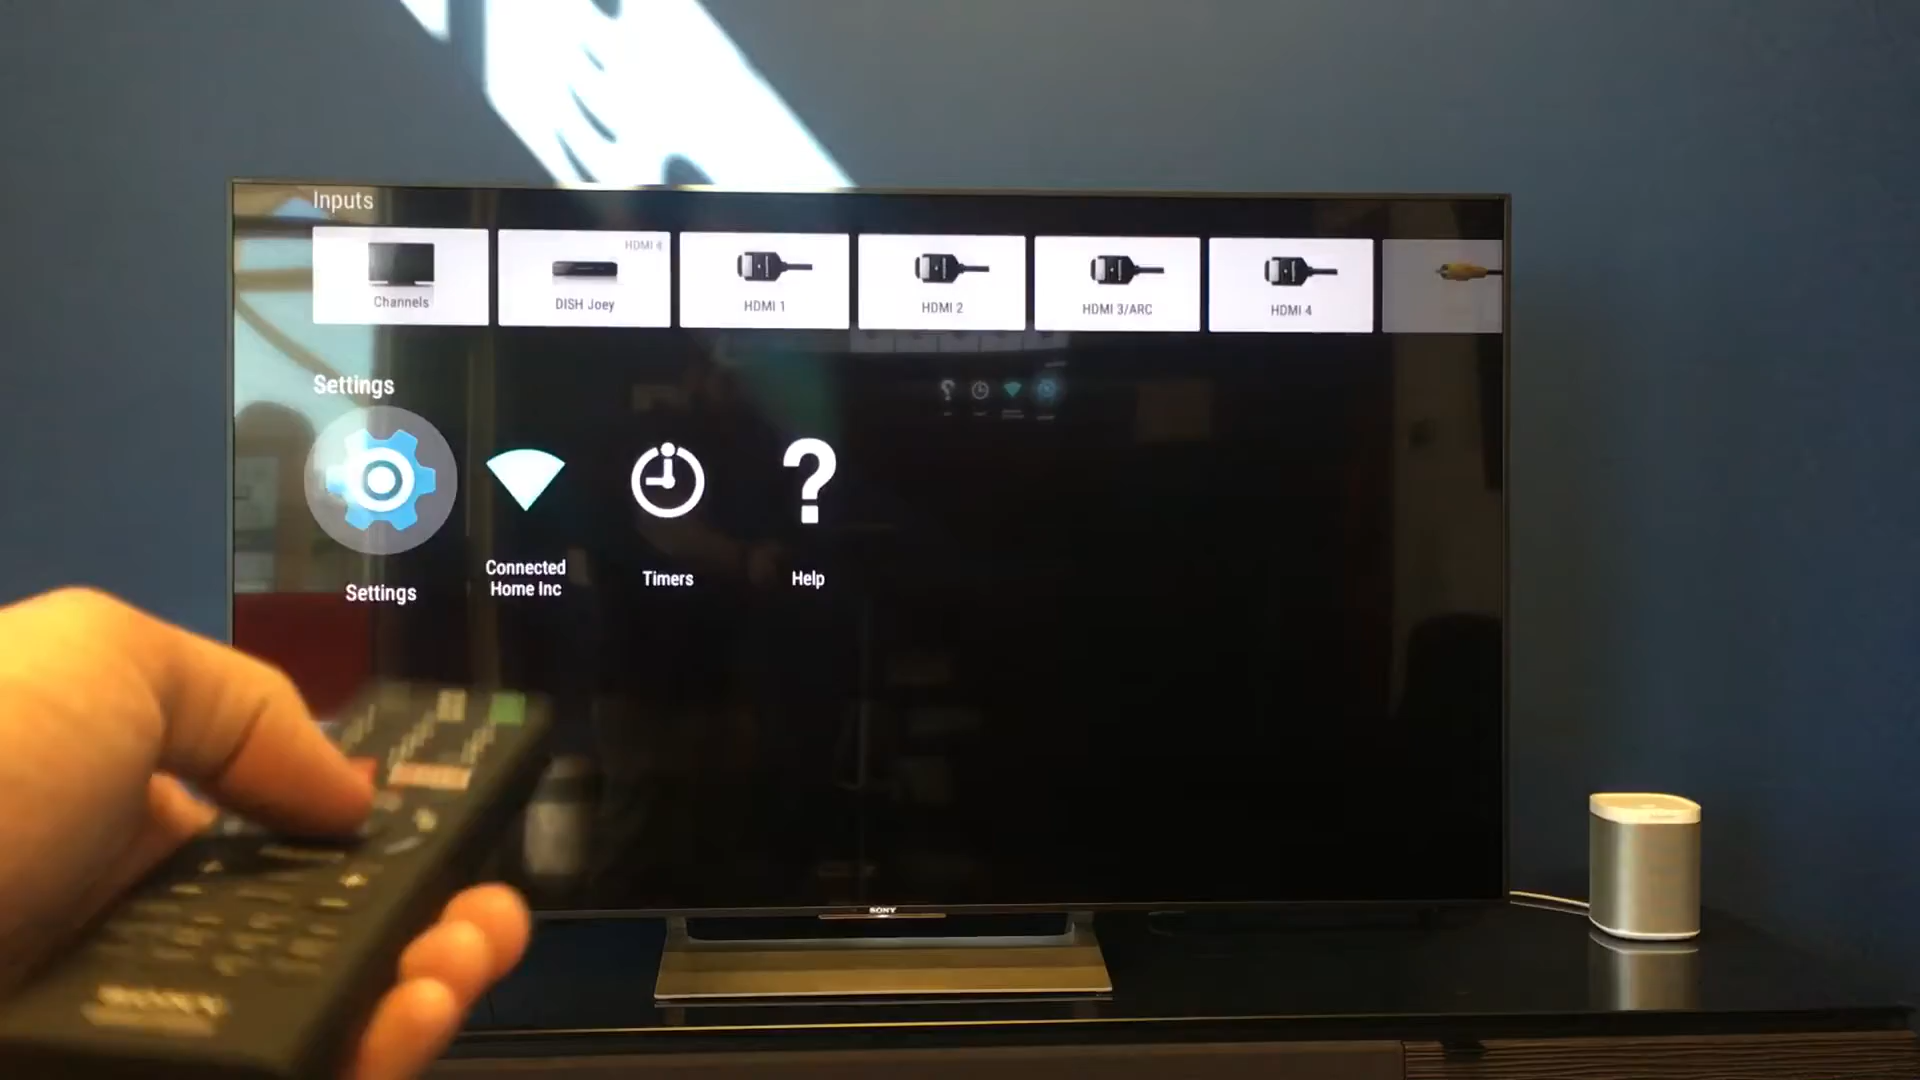 Inputs
HDMI 4
Channels
DISH Joey
HDMI 1
HDMI 2
HDMI 3/ARC
HDMI 4
Settings
Settings
Connected
Home Inc
Timers
Help
SONY
SONY